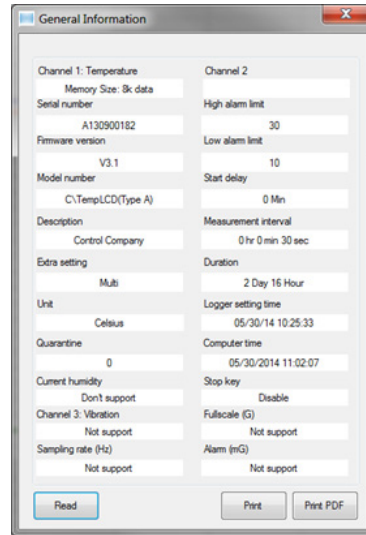 General Information
Channel 1: Temperature
Channel 2
Memory Size: 8k data
Serial number
High alarm limit
A130900182
30
Firmware version
Low alarm limit
V3.1
10
Model number
Start delay
C\TempLCD(Type A)
0 Min
Description
Measurement interval
Control Company
0 hr 0 min 30 sec
Extra setting
Duration
Multi
2 Day 16 Hour
Unit
Logger setting time
Celsius
05/30/14 10:25:33
Quarantine
Computer time
0
05/30/2014 11:02:07
Current humidity
Stop key
Don't support
Disable
Channel 3: Vibration
Fullscale (G)
Not support
Not support
Sampling rate (Hz)
Alarm (mG)
Not support
Not support
Read
Print
Print PDF